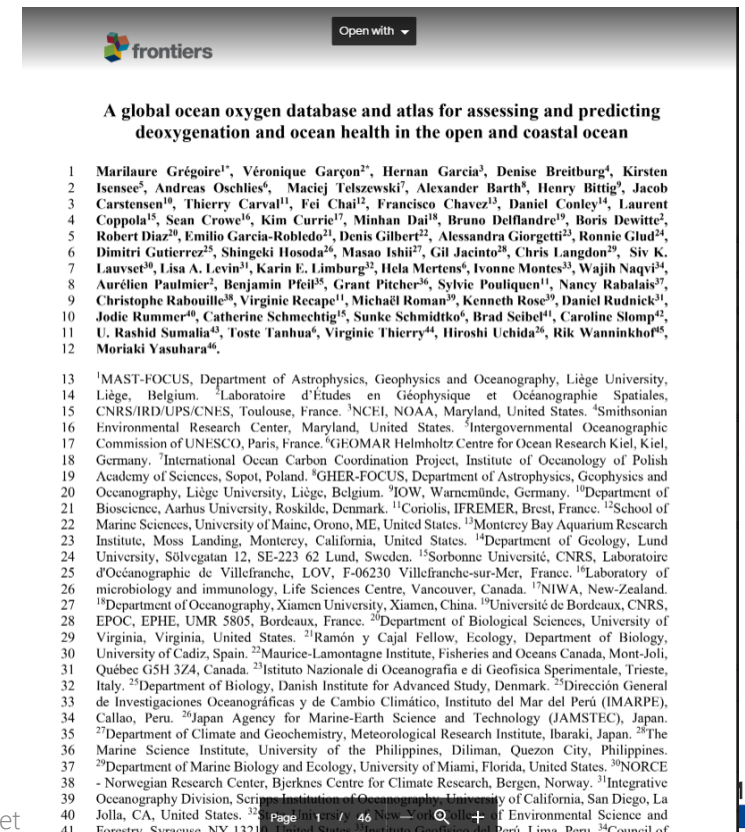 Open with
frontiers
A global ocean oxygen database and atlas for assessing and predicting
deoxygenation and ocean health in the open and coastal ocean
1 Marilaure Grégoire¹*, Véronique Garçon²*, Hernan Garcia³, Denise Breitburg⁴, Kirsten
2 Isensee⁵, Andreas Oschlies⁶, Maciej Telszewski⁷, Alexander Barth⁸, Henry Bittig⁹, Jacob
3 Carstensen¹⁰, Thierry Carval¹¹, Fei Chai¹², Francisco Chavez¹³, Daniel Conley¹⁴, Laurent
4 Coppola¹⁵, Sean Crowe¹⁶, Kim Currie¹⁷, Minhan Dai¹⁸, Bruno Delflandre¹⁹, Boris Dewitte²,
5 Robert Diaz²⁰, Emilio Garcia-Robledo²¹, Denis Gilbert²², Alessandra Giorgetti²³, Ronnie Glud²⁴,
6 Dimitri Gutierrez²⁵, Shingeki Hosoda²⁶, Masao Ishii²⁷, Gil Jacinto²⁸, Chris Langdon²⁹, Siv K.
7 Lauvset³⁰, Lisa A. Levin³¹, Karin E. Limburg³², Hela Mertens⁶, Ivonne Montes³³, Wajih Naqvi³⁴,
8 Aurélien Paulmier², Benjamin Pfeil³⁵, Grant Pitcher³⁶, Sylvie Pouliquen¹¹, Nancy Rabalais³⁷,
9 Christophe Rabouille³⁸, Virginie Recape¹¹, Michaël Roman³⁹, Kenneth Rose³⁹, Daniel Rudnick³¹,
10 Jodie Rummer⁴⁰, Catherine Schmechtig¹⁵, Sunke Schmidtko⁶, Brad Seibel⁴¹, Caroline Slomp⁴²,
11 U. Rashid Sumalia⁴³, Toste Tanhua⁶, Virginie Thierry⁴⁴, Hiroshi Uchida²⁶, Rik Wanninkhof⁴⁵,
12 Moriaki Yasuhara⁴⁶.
13 ¹MAST-FOCUS, Department of Astrophysics, Geophysics and Oceanography, Liège University,
14 Liège, Belgium. ²Laboratoire d'Études en Géophysique et Océanographie Spatiales,
15 CNRS/IRD/UPS/CNES, Toulouse, France. ³NCEI, NOAA, Maryland, United States. ⁴Smithsonian
16 Environmental Research Center, Maryland, United States. ⁵Intergovernmental Oceanographic
17 Commission of UNESCO, Paris, France. ⁶GEOMAR Helmholtz Centre for Ocean Research Kiel, Kiel,
18 Germany. ⁷International Ocean Carbon Coordination Project, Institute of Oceanology of Polish
19 Academy of Sciences, Sopot, Poland. ⁸GHER-FOCUS, Department of Astrophysics, Geophysics and
20 Oceanography, Liège University, Liège, Belgium. ⁹IOW, Warnemünde, Germany. ¹⁰Department of
21 Bioscience, Aarhus University, Roskilde, Denmark. ¹¹Coriolis, IFREMER, Brest, France. ¹²School of
22 Marine Sciences, University of Maine, Orono, ME, United States. ¹³Monterey Bay Aquarium Research
23 Institute, Moss Landing, Monterey, California, United States. ¹⁴Department of Geology, Lund
24 University, Sölvegatan 12, SE-223 62 Lund, Sweden. ¹⁵Sorbonne Université, CNRS, Laboratoire
25 d'Océanographie de Villefranche, LOV, F-06230 Villefranche-sur-Mer, France. ¹⁶Laboratory of
26 microbiology and immunology, Life Sciences Centre, Vancouver, Canada. ¹⁷NIWA, New-Zealand.
27 ¹⁸Department of Oceanography, Xiamen University, Xiamen, China. ¹⁹Université de Bordeaux, CNRS,
28 EPOC, EPHE, UMR 5805, Bordeaux, France. ²⁰Department of Biological Sciences, University of
29 Virginia, Virginia, United States. ²¹Ramón y Cajal Fellow, Ecology, Department of Biology,
30 University of Cadiz, Spain. ²²Maurice-Lamontagne Institute, Fisheries and Oceans Canada, Mont-Joli,
31 Québec G5H 3Z4, Canada. ²³Istituto Nazionale di Oceanografia e di Geofisica Sperimentale, Trieste,
32 Italy. ²⁵Department of Biology, Danish Institute for Advanced Study, Denmark. ²⁵Dirección General
33 de Investigaciones Oceanográficas y de Cambio Climático, Instituto del Mar del Perú (IMARPE),
34 Callao, Peru. ²⁶Japan Agency for Marine-Earth Science and Technology (JAMSTEC), Japan.
35 ²⁷Department of Climate and Geochemistry, Meteorological Research Institute, Ibaraki, Japan. ²⁸The
36 Marine Science Institute, University of the Philippines, Diliman, Quezon City, Philippines.
37 ²⁹Department of Marine Biology and Ecology, University of Miami, Florida, United States. ³⁰NORCE
38 - Norwegian Research Center, Bjerknes Centre for Climate Research, Bergen, Norway. ³¹Integrative
39 Oceanography Division, Scripps Institution of Oceanography, University of California, San Diego, La
40 Jolla, CA, United States. ³²State University of New York College of Environmental Science and
41 Forestry, Syracuse, NY 13210, United States. ³³Instituto Geofísico del Perú, Lima, Peru. ³⁴Council of
Page 1 / 46
et